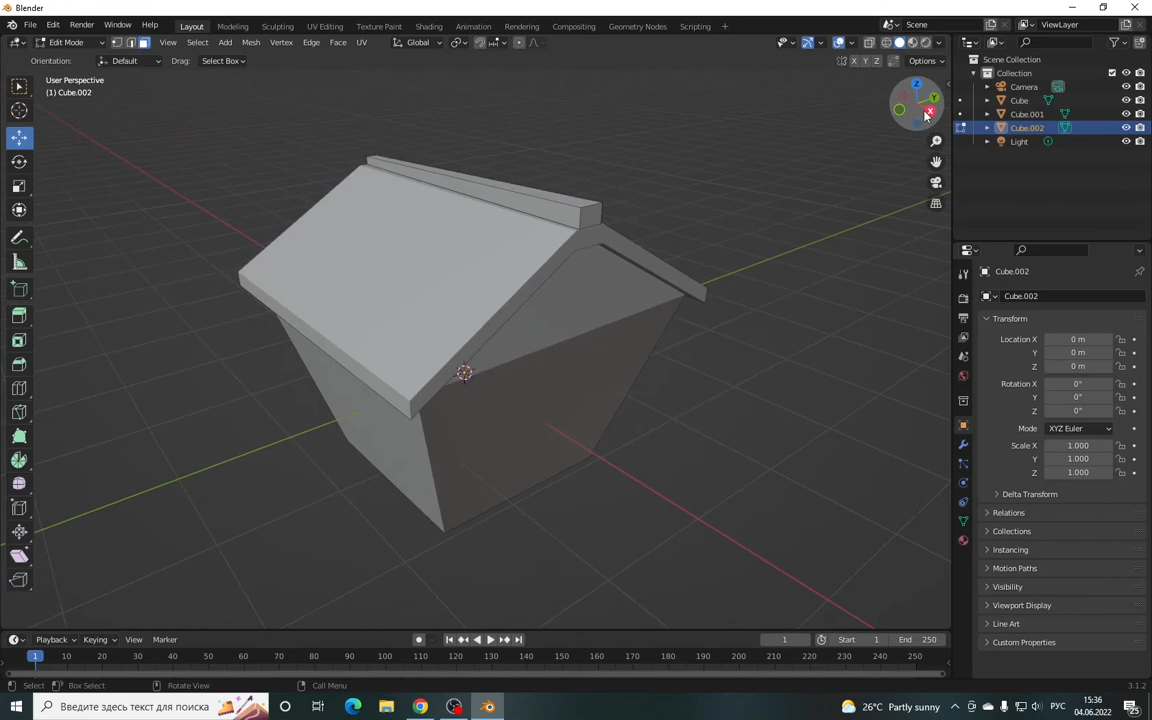 Blender
File Edit Render Window Help Layout Modeling Sculpting UV Editing Texture Paint Shading Animation Rendering Compositing Geometry Nodes Scripting Scene ViewLayer
Edit Mode View Select Add Mesh Vertex Edge Face UV Global
Orientation: Default Drag: Select Box X Y Z Options
User Perspective
(1) Cube.002
Z
Y
X
Scene Collection
Collection
Camera
Cube
Cube.001
Cube.002
Light
Cube.002
Cube.002
Transform
Location X 0 m
Y 0 m
Z 0 m
Rotation X 0°
Y 0°
Z 0°
Mode XYZ Euler
Scale X 1.000
Y 1.000
Z 1.000
Delta Transform
Relations
Collections
Instancing
Motion Paths
Visibility
Viewport Display
Line Art
Custom Properties
Playback Keying View Marker 1 Start 1 End 250
1 10 20 30 40 50 60 70 80 90 100 110 120 130 140 150 160 170 180 190 200 210 220 230 240 250
Select Box Select Rotate View Call Menu 3.1.2
Введите здесь текст для поиска 26°C Partly sunny РУС 15:36
04.06.2022 25